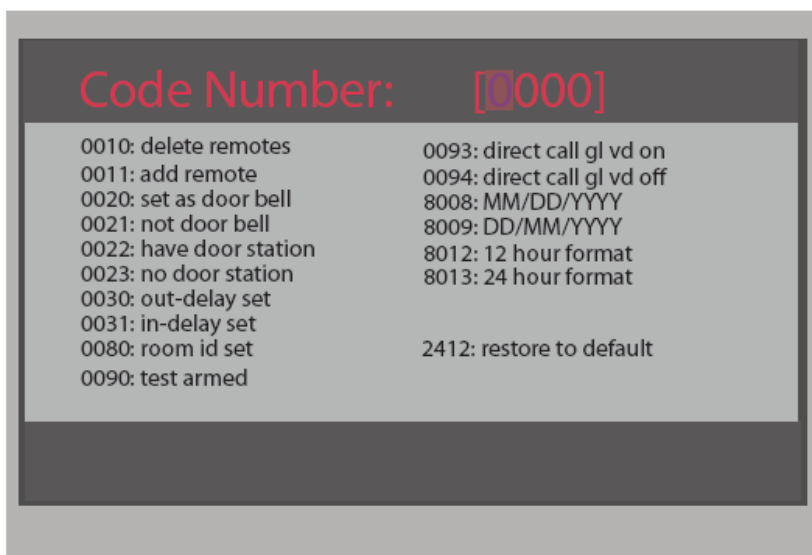 Code Number: [0000]
0010: delete remotes
0011: add remote
0020: set as door bell
0021: not door bell
0022: have door station
0023: no door station
0030: out-delay set
0031: in-delay set
0080: room id set
0090: test armed
0093: direct call gl vd on
0094: direct call gl vd off
8008: MM/DD/YYYY
8009: DD/MM/YYYY
8012: 12 hour format
8013: 24 hour format
2412: restore to default